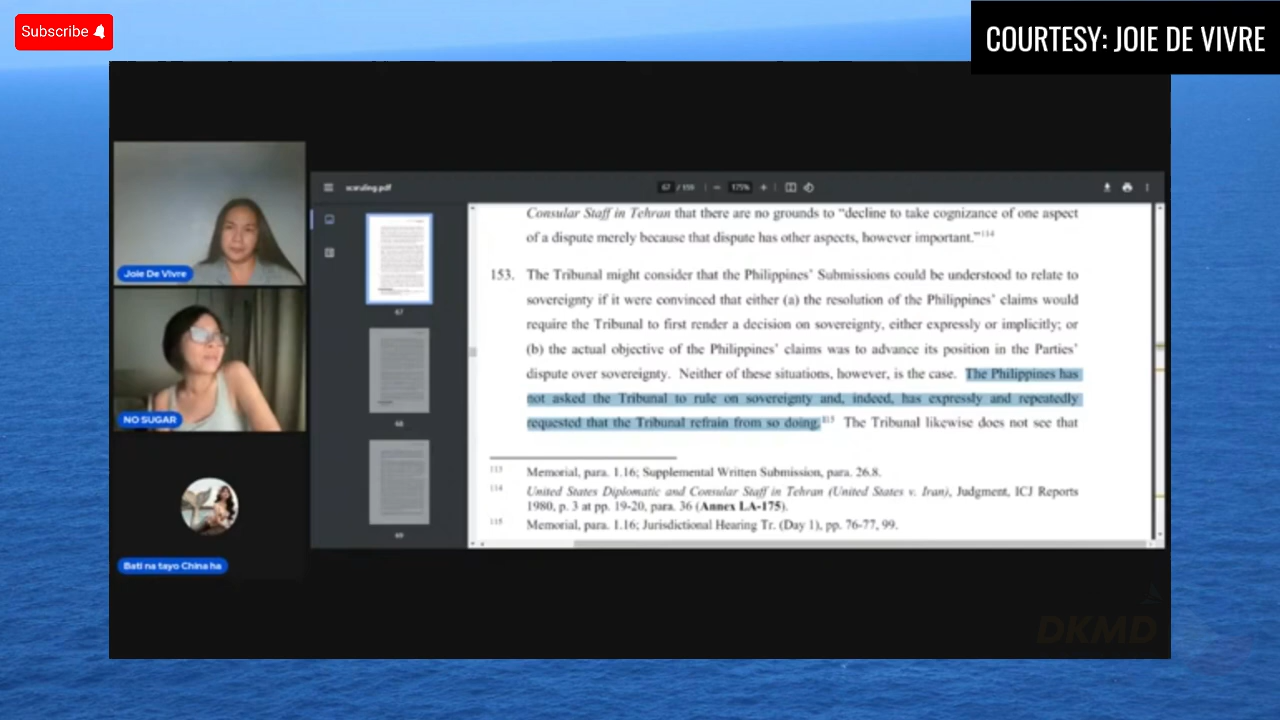 Subscribe
COURTESY: JOIE DE VIVRE
scsruling.pdf
67 / 159
175%
Consular Staff in Tehran that there are no grounds to “decline to take cognizance of one aspect
of a dispute merely because that dispute has other aspects, however important.”114
153. The Tribunal might consider that the Philippines’ Submissions could be understood to relate to
sovereignty if it were convinced that either (a) the resolution of the Philippines’ claims would
require the Tribunal to first render a decision on sovereignty, either expressly or implicitly; or
(b) the actual objective of the Philippines’ claims was to advance its position in the Parties’
dispute over sovereignty. Neither of these situations, however, is the case. The Philippines has
not asked the Tribunal to rule on sovereignty and, indeed, has expressly and repeatedly
requested that the Tribunal refrain from so doing.115 The Tribunal likewise does not see that
113 Memorial, para. 1.16; Supplemental Written Submission, para. 26.8.
114 United States Diplomatic and Consular Staff in Tehran (United States v. Iran), Judgment, ICJ Reports
1980, p. 3 at pp. 19-20, para. 36 (Annex LA-175).
115 Memorial, para. 1.16; Jurisdictional Hearing Tr. (Day 1), pp. 76-77, 99.
67
68
69
Joie De Vivre
NO SUGAR
Bati na tayo China ha
DKMD